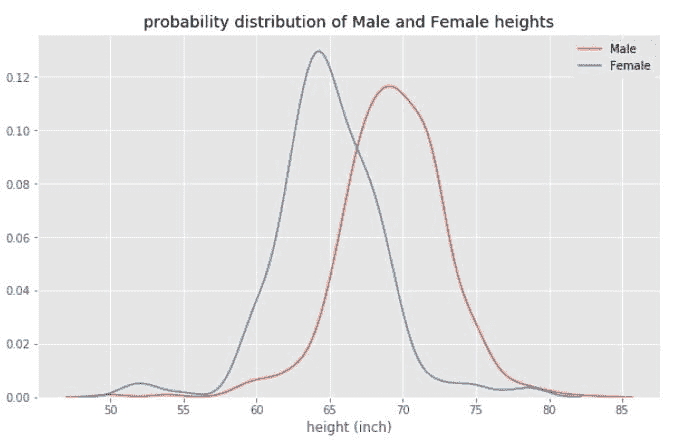 probability distribution of Male and Female heights
Male
Female
0.12
0.10
0.08
0.06
0.04
0.02
0.00
50 55 60 65 70 75 80 85
height (inch)